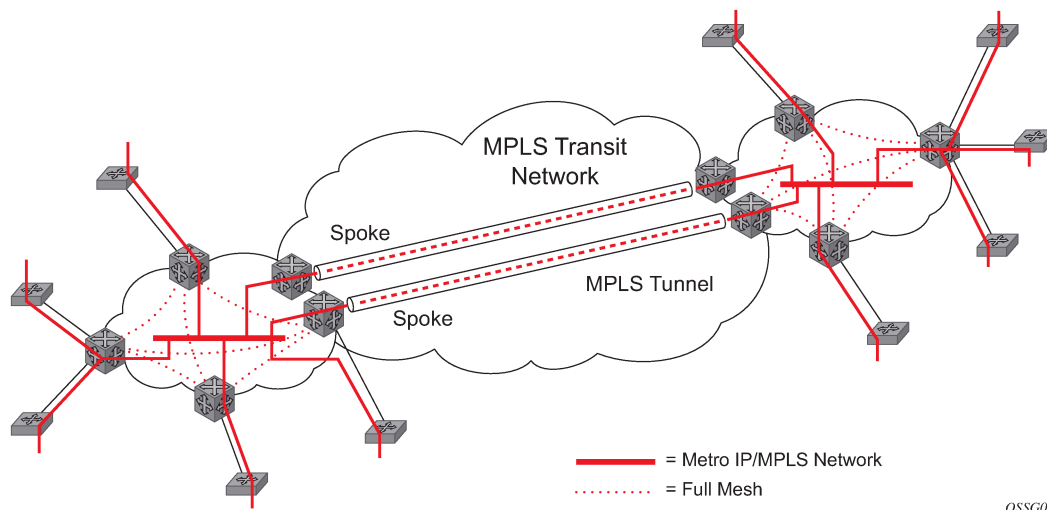 MPLS Transit
Network
Spoke
MPLS Tunnel
Spoke
= Metro IP/MPLS Network
= Full Mesh